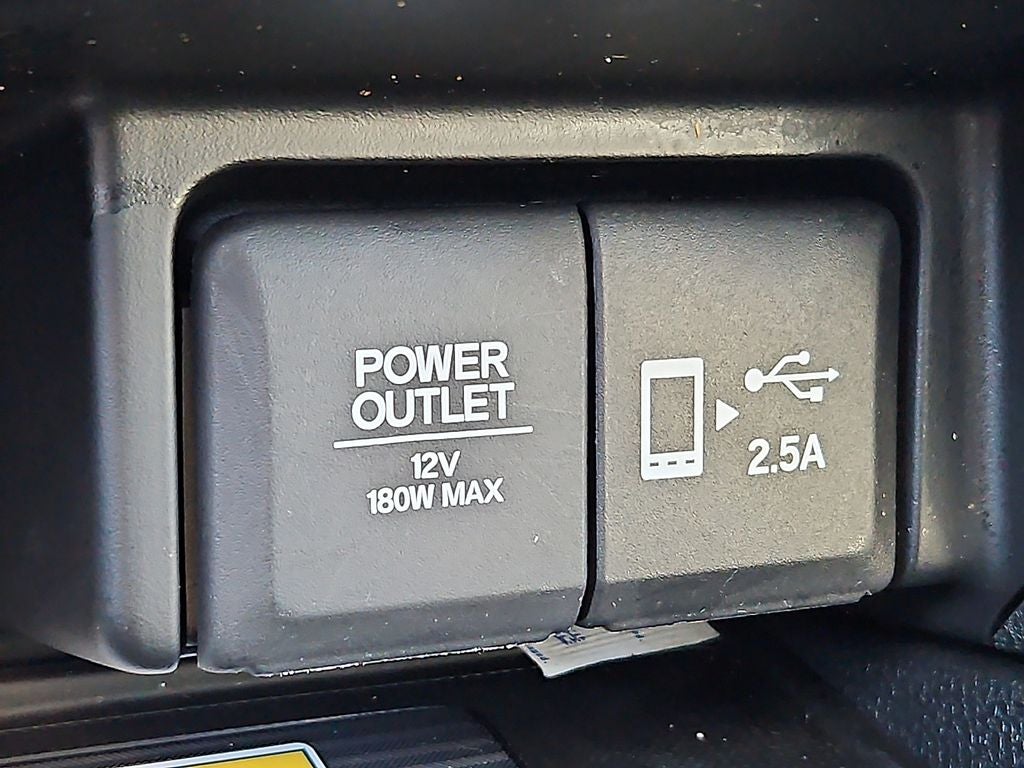 POWER
OUTLET
12V
180W MAX
2.5A